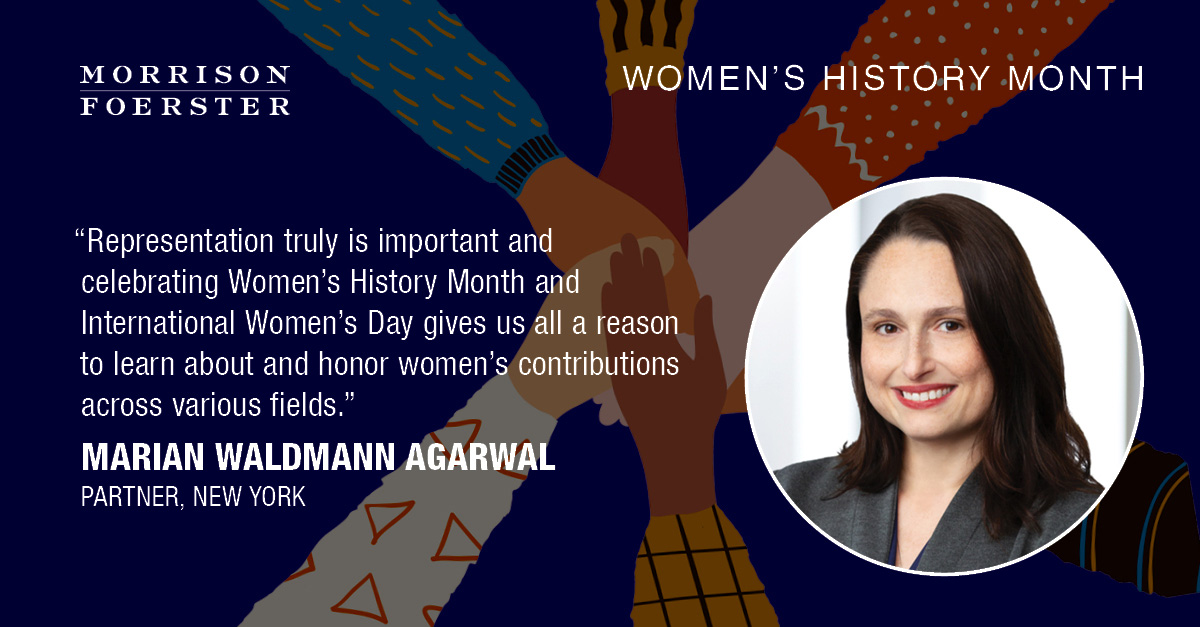 MORRISON
FOERSTER
WOMEN’S HISTORY MONTH
“Representation truly is important and
celebrating Women’s History Month and
International Women’s Day gives us all a reason
to learn about and honor women’s contributions
across various fields.”
MARIAN WALDMANN AGARWAL
PARTNER, NEW YORK